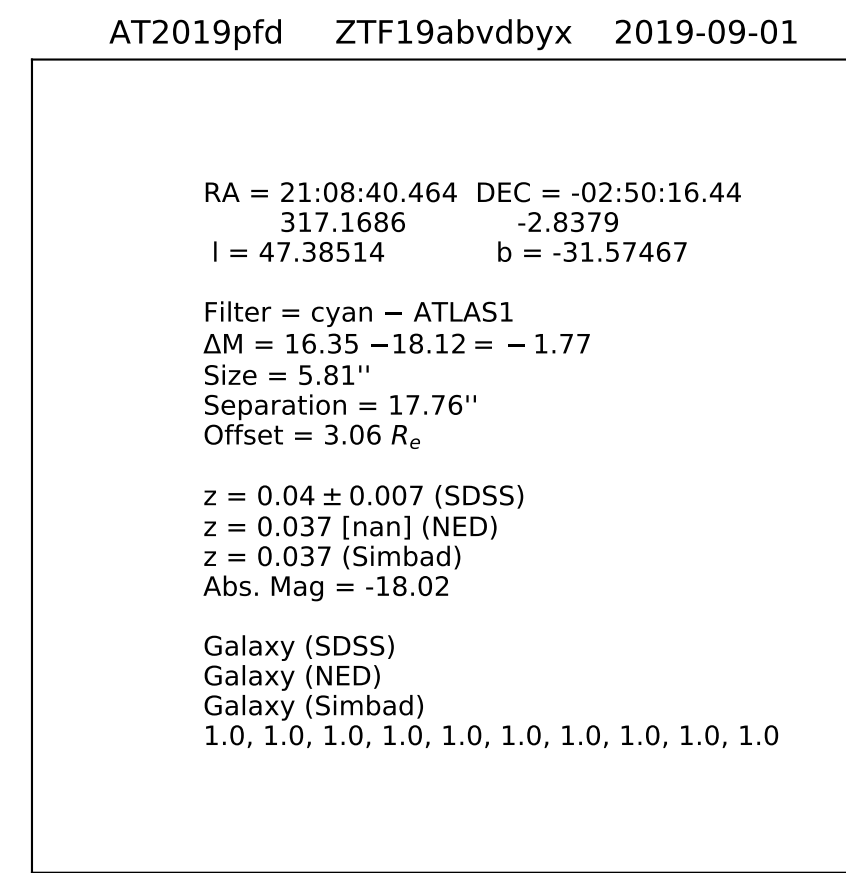 AT2019pfd ZTF19abvdbyx 2019-09-01
RA = 21:08:40.464 DEC = -02:50:16.44
317.1686 -2.8379
l = 47.38514 b = -31.57467
Filter = cyan − ATLAS1
ΔM = 16.35 −18.12 = − 1.77
Size = 5.81''
Separation = 17.76''
Offset = 3.06 Rₑ
z = 0.04 ± 0.007 (SDSS)
z = 0.037 [nan] (NED)
z = 0.037 (Simbad)
Abs. Mag = -18.02
Galaxy (SDSS)
Galaxy (NED)
Galaxy (Simbad)
1.0, 1.0, 1.0, 1.0, 1.0, 1.0, 1.0, 1.0, 1.0, 1.0